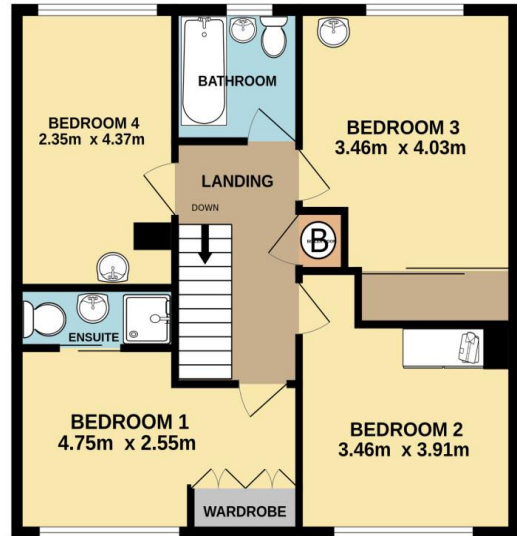 BATHROOM
BEDROOM 4
2.35m x 4.37m
BEDROOM 3
3.46m x 4.03m
LANDING
DOWN
B
ENSUITE
BEDROOM 1
4.75m x 2.55m
BEDROOM 2
3.46m x 3.91m
WARDROBE